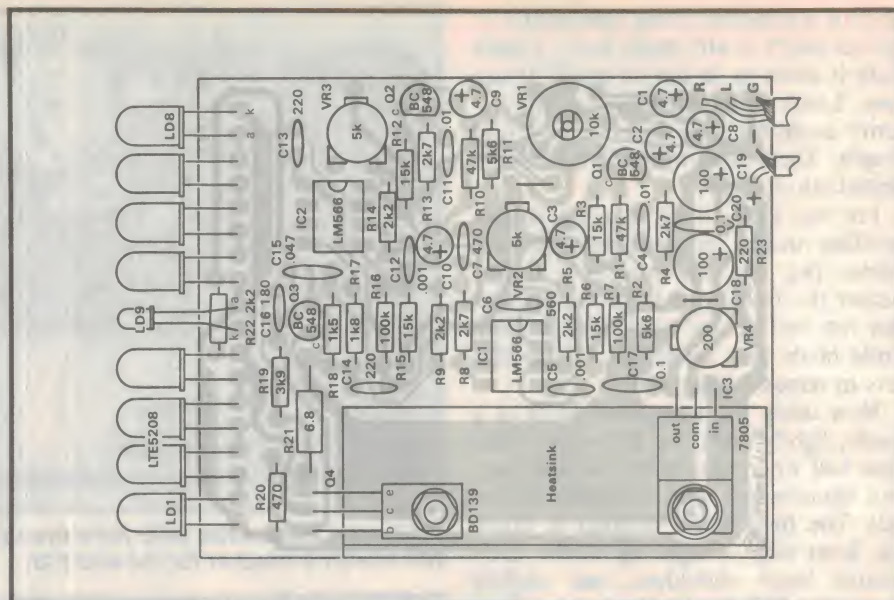 LD8
k
a
LD9
a
k
LTE5208
LD1
220
C13
VR3
5k
Q2
BC
548
c
4.7
C9
VR1
10k
C1
4.7
R
L
G
R12
15k
2k7
R13
C11
.01
47k
R10
5k6
R11
Q1
BC
548
c
C2
4.7
4.7
C8
–
C19
+
IC2
LM566
R14
2k2
C12
.001
4.7
C10
C7 470
5k
VR2
C3
4.7
R3
15k
47k
R1
C4
.01
2k7
R4
100
C20
0.1
100
C18
220
R23
C15
.047
R22 2k2
C16 180
Q3
BC
548
c
R17
1k5
R18
1k8
R16
100k
15k
R15
C14
220
2k2
R9
2k7
R8
C6
560
IC1
LM566
R5
2k2
R6
15k
R7
100k
R2
5k6
C5
.001
C17
0.1
200
VR4
IC3
R19
3k9
R21
6.8
R20
470
Q4
b
c
e
BD139
Heatsink
out
com
in
7805